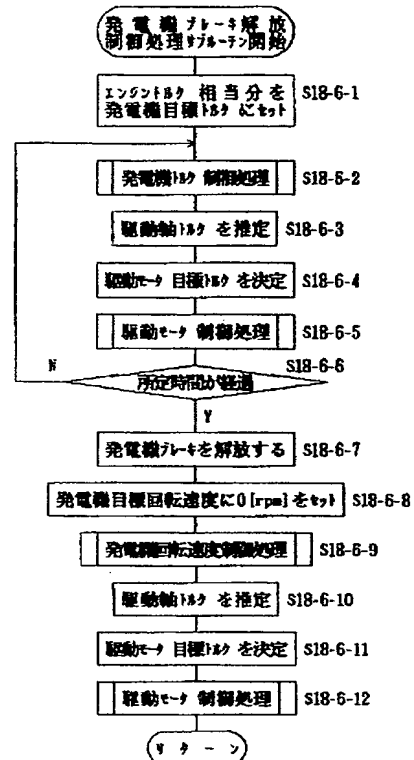 発電機ブレーキ解放
制御処理サブルーチン開始
エンジントルク 相当分を
発電機目標トルクにセット
S18-6-1
発電機トルク 制御処理
S18-6-2
駆動軸トルク を推定
S18-6-3
駆動モータ 目標トルク を決定
S18-6-4
駆動モータ 制御処理
S18-6-5
S18-6-6
N
所定時間が経過
Y
発電機ブレーキを解放する
S18-6-7
発電機目標回転速度に0[rpm]をセット
S18-6-8
発電機回転速度制御処理
S18-6-9
駆動軸トルク を推定
S18-6-10
駆動モータ 目標トルク を決定
S18-6-11
駆動モータ 制御処理
S18-6-12
リターン